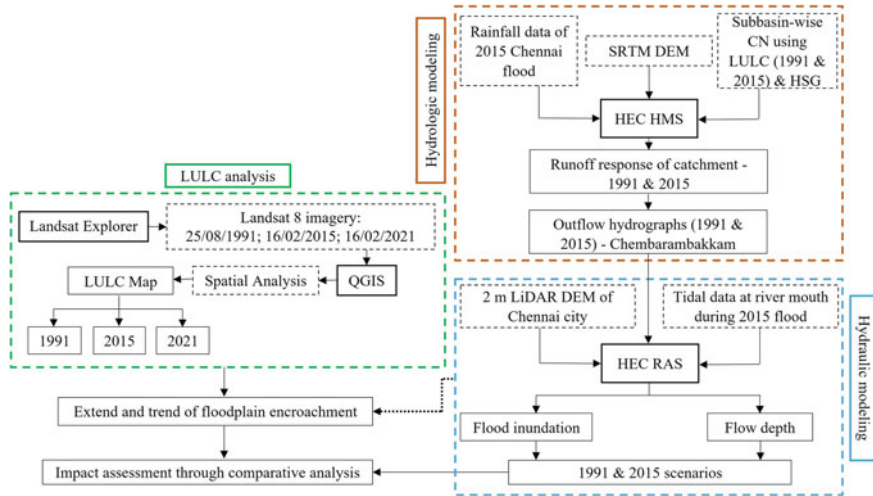 Hydrologic modeling
Rainfall data of
2015 Chennai
flood
SRTM DEM
Subbasin-wise
CN using
LULC (1991 &
2015) & HSG
HEC HMS
Runoff response of catchment -
1991 & 2015
Outflow hydrographs (1991 &
2015) - Chembarambakkam
LULC analysis
Landsat Explorer
Landsat 8 imagery:
25/08/1991; 16/02/2015; 16/02/2021
LULC Map
Spatial Analysis
QGIS
1991
2015
2021
Extend and trend of floodplain encroachment
Impact assessment through comparative analysis
2 m LiDAR DEM of
Chennai city
Tidal data at river mouth
during 2015 flood
HEC RAS
Flood inundation
Flow depth
1991 & 2015 scenarios
Hydraulic modeling